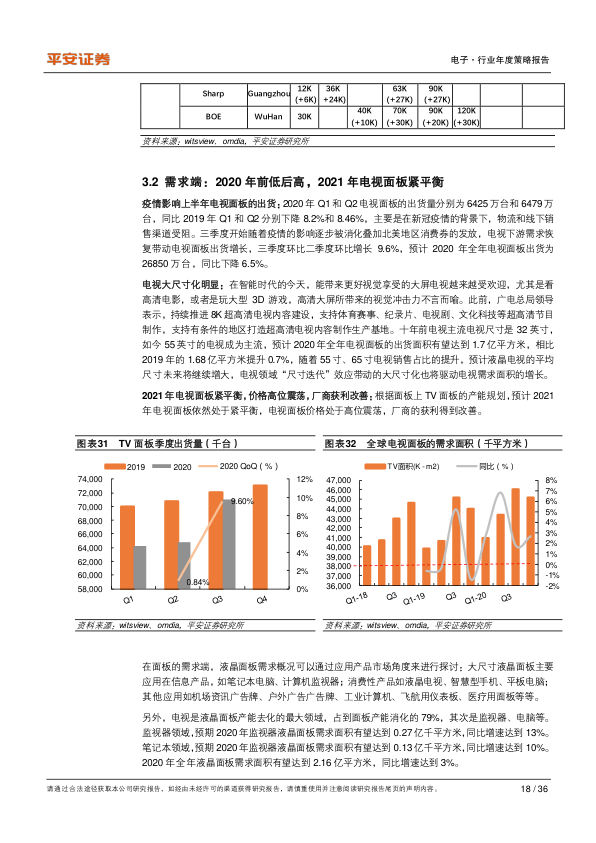 平安证券
电子·行业年度策略报告
Sharp Guangzhou 12K (+6K) 36K +24K) 63K (+27K) 90K (+27K)
BOE WuHan 30K 40K (+10K) 70K (+30K) 90K (+20K) 120K (+30K)
资料来源：witsview、omdia，平安证券研究所
3.2 需求端：2020 年前低后高，2021 年电视面板紧平衡
疫情影响上半年电视面板的出货：2020 年 Q1 和 Q2 电视面板的出货量分别为 6425 万台和 6479 万
台，同比 2019 年 Q1 和 Q2 分别下降 8.2%和 8.46%，主要是在新冠疫情的背景下，物流和线下销
售渠道受阻。三季度开始随着疫情的影响逐步被消化叠加北美地区消费券的发放，电视下游需求恢
复带动电视面板出货增长，三季度环比二季度环比增长 9.6%，预计 2020 年全年电视面板出货为
26850 万台，同比下降 6.5%。
电视大尺寸化明显：在智能时代的今天，能带来更好视觉享受的大屏电视越来越受欢迎，尤其是看
高清电影，或者是玩大型 3D 游戏，高清大屏所带来的视觉冲击力不言而喻。此前，广电总局领导
表示，持续推进 8K 超高清电视内容建设，支持体育赛事、纪录片、电视剧、文化科技等超高清节目
制作，支持有条件的地区打造超高清电视内容制作生产基地。十年前电视主流电视尺寸是 32 英寸，
如今 55 英寸的电视成为主流，预计 2020 年全年电视面板的出货面积有望达到 1.7 亿平方米，相比
2019 年的 1.68 亿平方米提升 0.7%，随着 55 寸、65 寸电视销售占比的提升，预计液晶电视的平均
尺寸未来将继续增大，电视领域“尺寸迭代”效应带动的大尺寸化也将驱动电视需求面积的增长。
2021 年电视面板紧平衡，价格高位震荡，厂商获利改善：根据面板上 TV 面板的产能规划，预计 2021
年电视面板依然处于紧平衡，电视面板价格处于高位震荡，厂商的获利得到改善。
图表31 TV 面板季度出货量（千台）
图表32 全球电视面板的需求面积（千平方米）
2019 2020 2020 QoQ（%）
74,000
72,000
70,000
68,000
66,000
64,000
62,000
60,000
58,000
12%
10%
8%
6%
4%
2%
0%
9.60%
0.84%
Q1 Q2 Q3 Q4
TV面积(K - m2) 同比（%）
47,000
46,000
45,000
44,000
43,000
42,000
41,000
40,000
39,000
38,000
37,000
36,000
8%
7%
6%
5%
4%
3%
2%
1%
0%
-1%
-2%
Q1-18 Q3 Q1-19 Q3 Q1-20 Q3
资料来源：witsview、omdia，平安证券研究所
资料来源：witsview、omdia，平安证券研究所
在面板的需求端，液晶面板需求概况可以通过应用产品市场角度来进行探讨：大尺寸液晶面板主要
应用在信息产品，如笔记本电脑、计算机监视器；消费性产品如液晶电视、智慧型手机、平板电脑；
其他应用如机场资讯广告牌、户外广告广告牌、工业计算机、飞航用仪表板、医疗用面板等等。
另外，电视是液晶面板产能去化的最大领域，占到面板产能消化的 79%，其次是监视器、电脑等。
监视器领域，预期 2020 年监视器液晶面板需求面积有望达到 0.27 亿千平方米，同比增速达到 13%。
笔记本领域，预期 2020 年监视器液晶面板需求面积有望达到 0.13 亿千平方米，同比增速达到 10%。
2020 年全年液晶面板需求面积有望达到 2.16 亿平方米，同比增速达到 3%。
请通过合法途径获取本公司研究报告，如经由未经许可的渠道获得研究报告，请慎重使用并注意阅读研究报告尾页的声明内容。
18 / 36